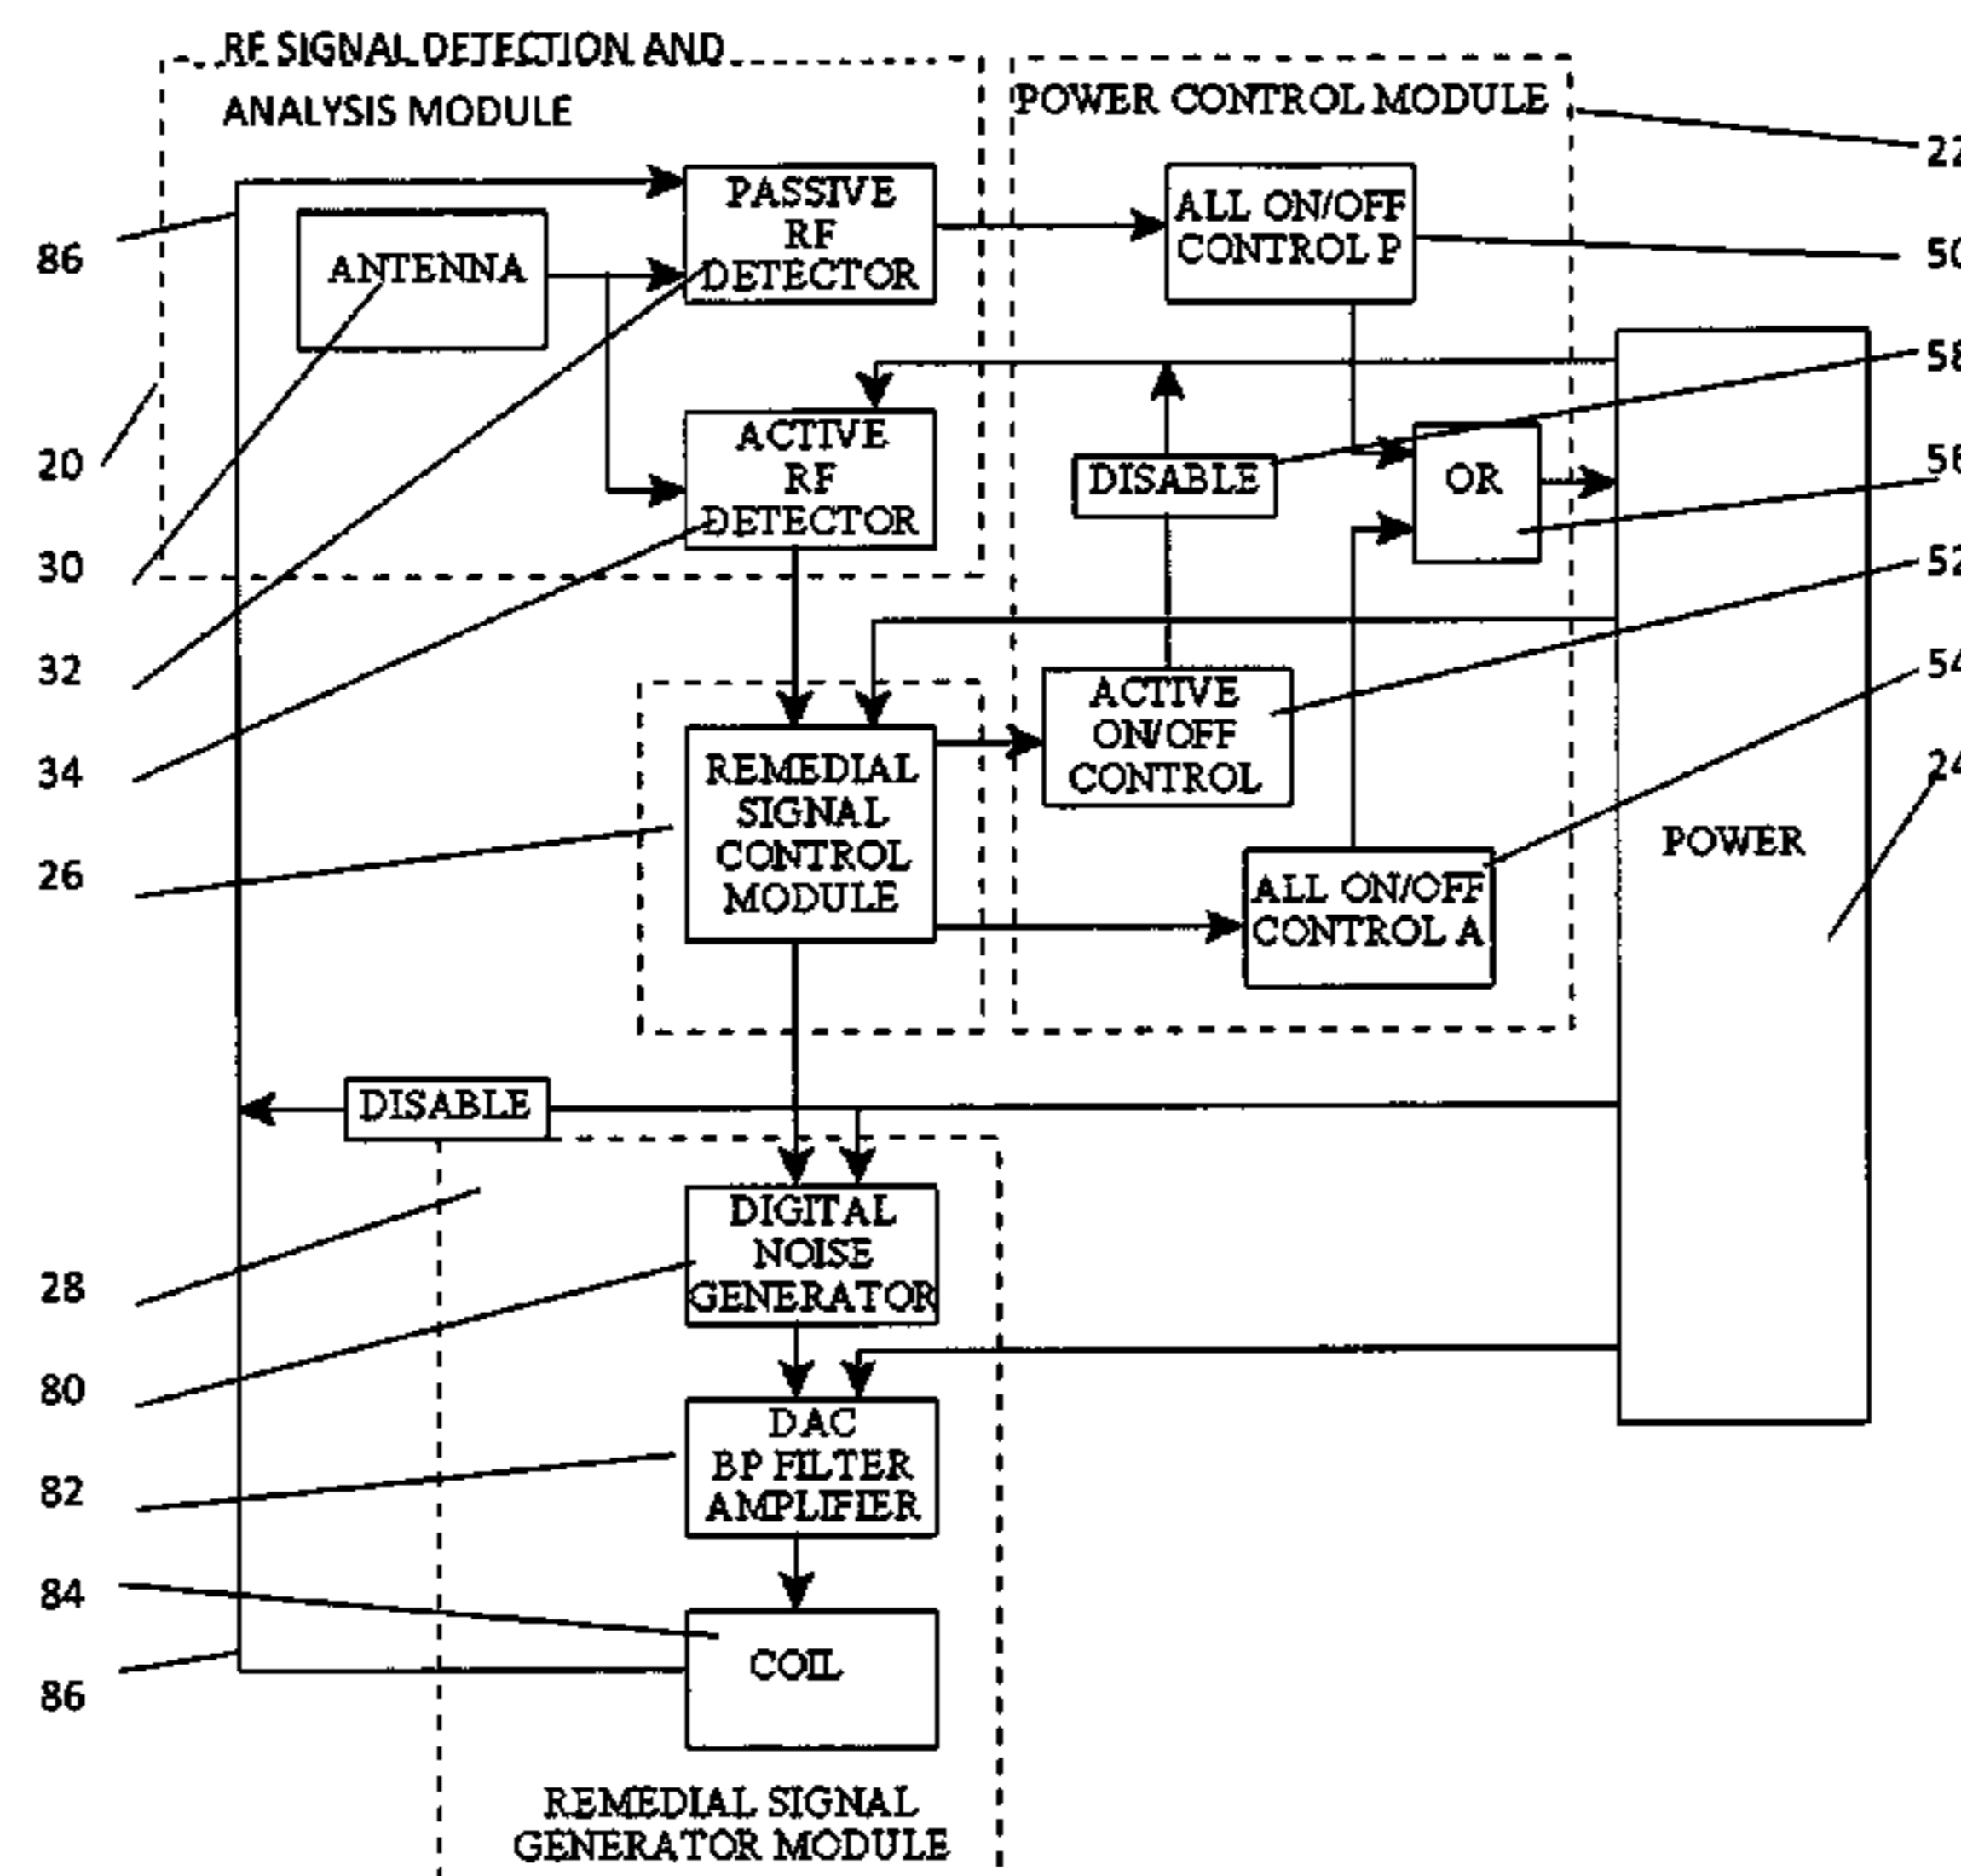 RF SIGNAL DETECTION AND
ANALYSIS MODULE
POWER CONTROL MODULE
22
86
ANTENNA
PASSIVE
RF
DETECTOR
ALL ON/OFF
CONTROL P
50
58
20
ACTIVE
RF
DETECTOR
DISABLE
OR
56
30
52
32
54
34
ACTIVE
ON/OFF
CONTROL
24
REMEDIAL
SIGNAL
CONTROL
MODULE
26
POWER
ALL ON/OFF
CONTROL A
DISABLE
28
DIGITAL
NOISE
GENERATOR
80
DAC
BP FILTER
AMPLIFIER
82
84
COIL
86
REMEDIAL SIGNAL
GENERATOR MODULE